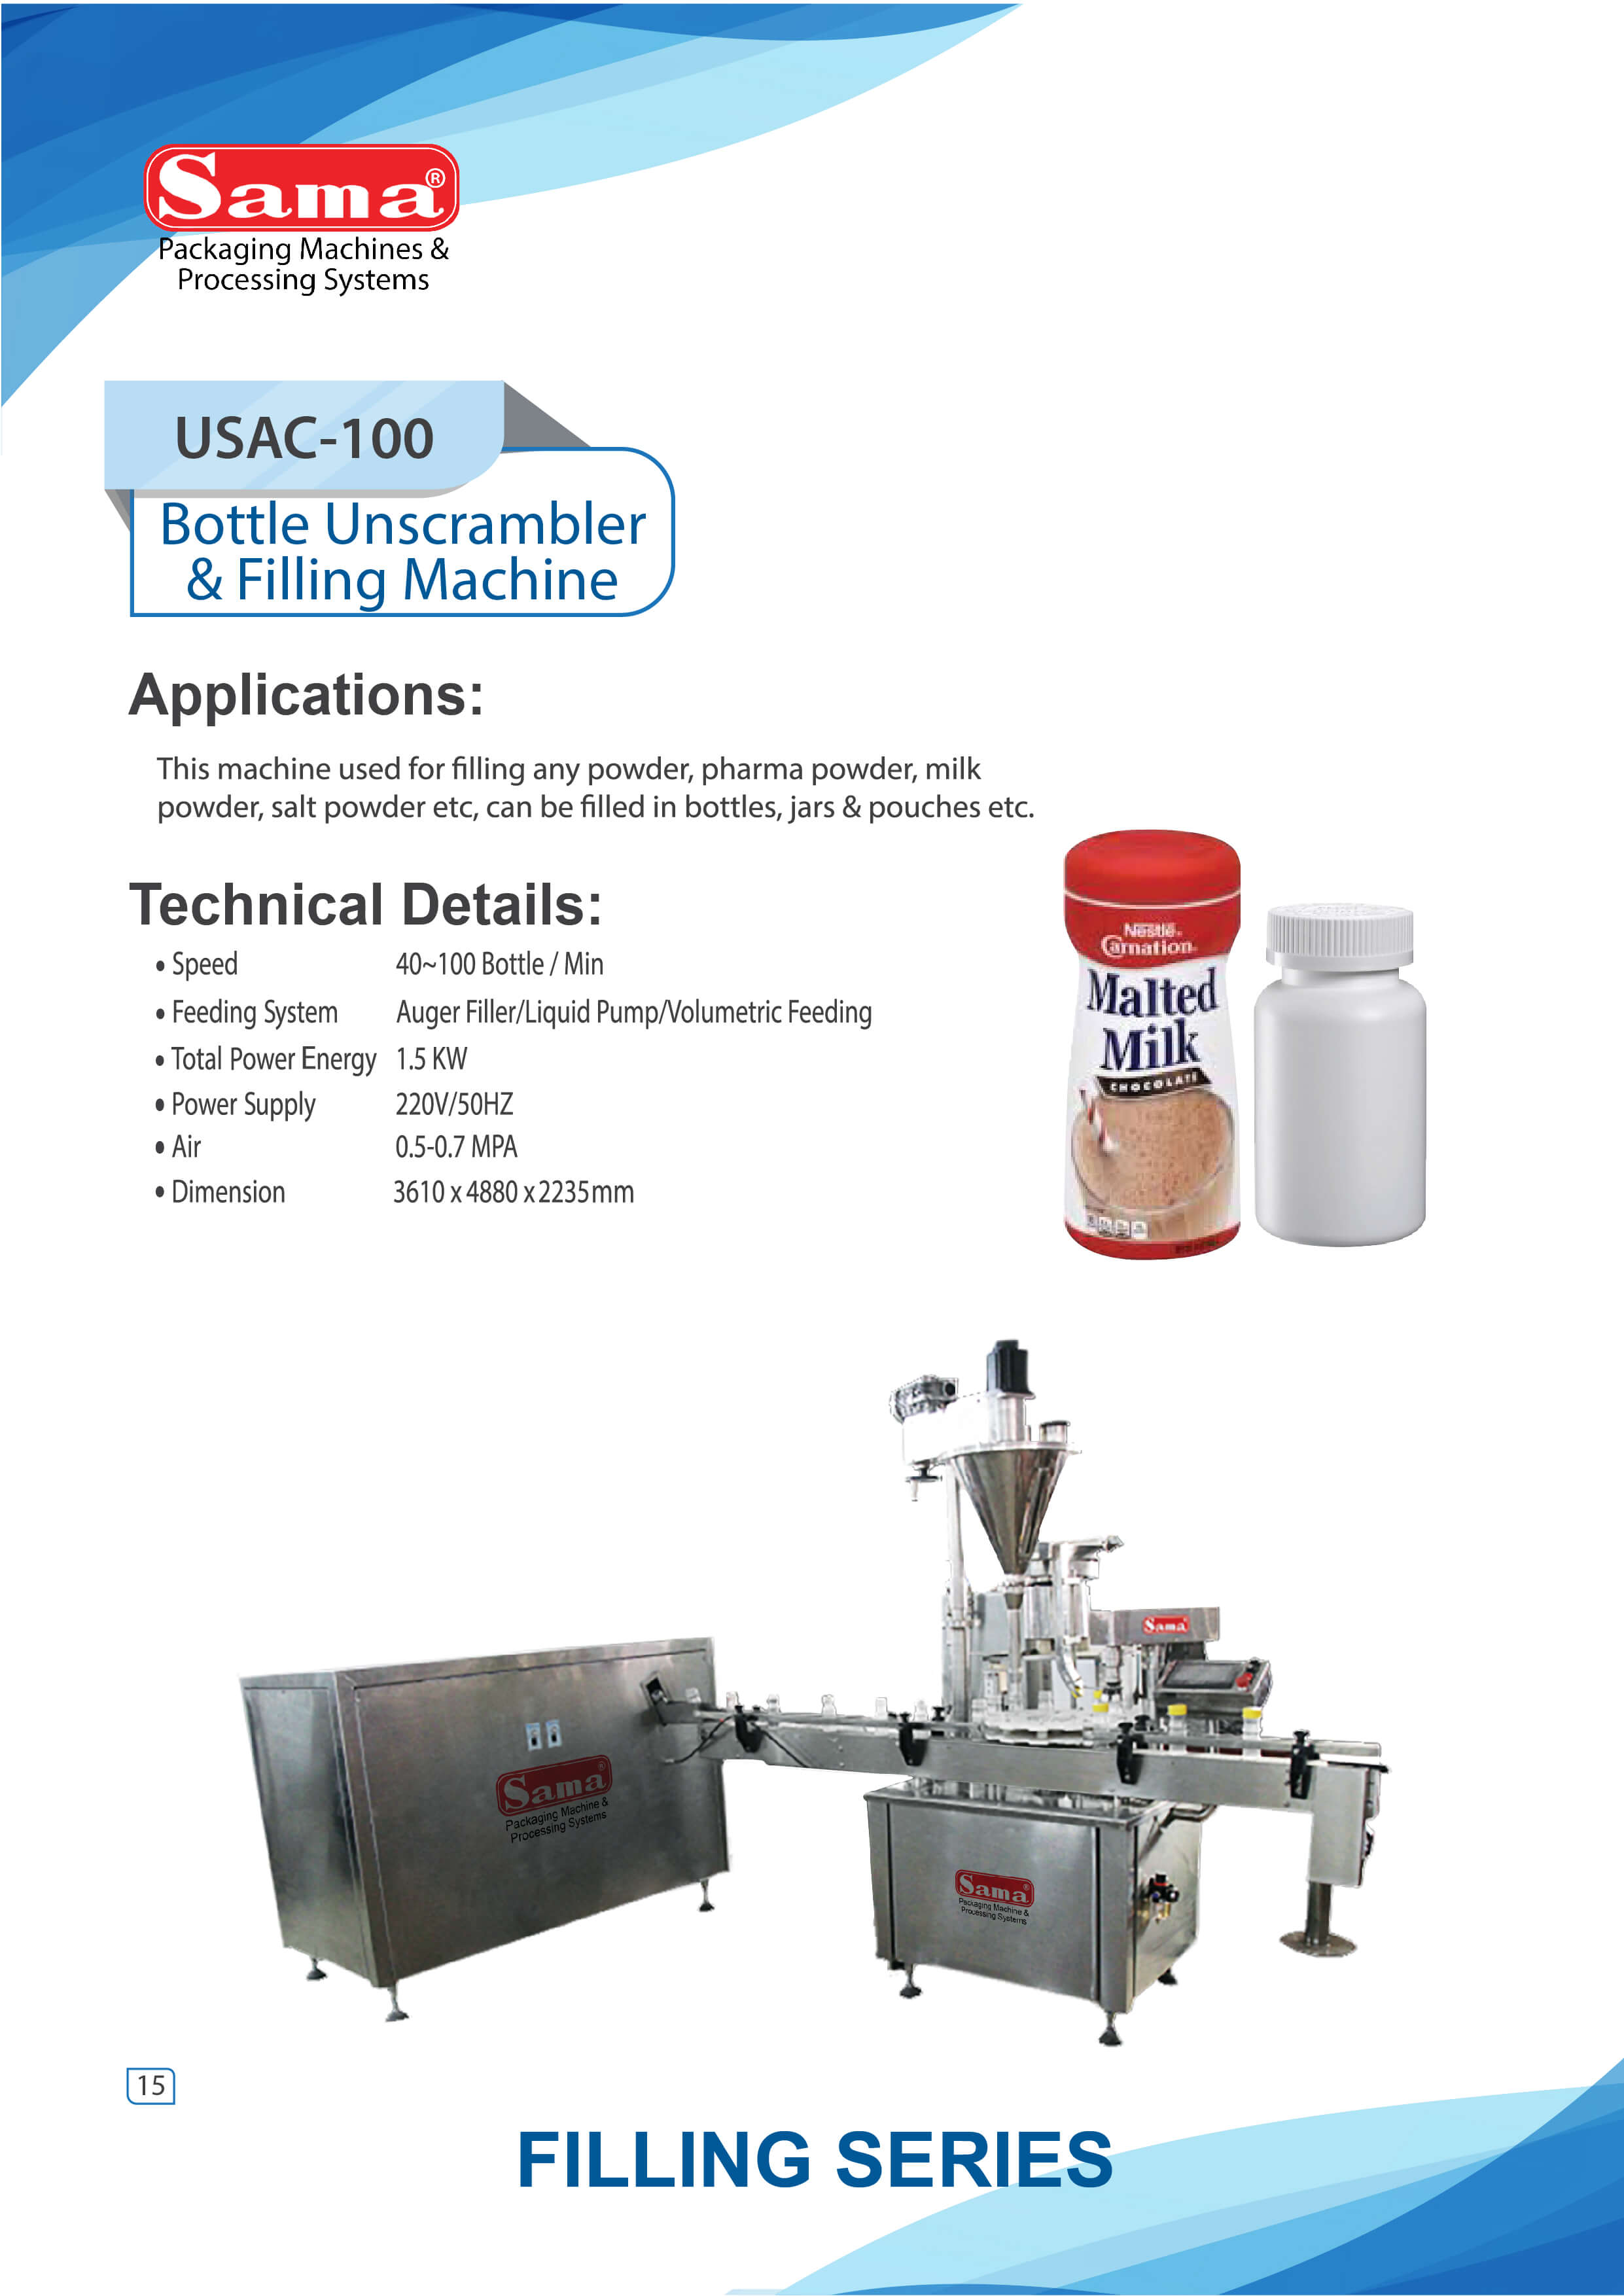 Sama®
Packaging Machines &
Processing Systems
USAC-100
Bottle Unscrambler
& Filling Machine
Applications:
This machine used for filling any powder, pharma powder, milk
powder, salt powder etc, can be filled in bottles, jars & pouches etc.
Technical Details:
• Speed 40~100 Bottle / Min
• Feeding System Auger Filler/Liquid Pump/Volumetric Feeding
• Total Power Energy 1.5 KW
• Power Supply 220V/50HZ
• Air 0.5-0.7 MPA
• Dimension 3610 x 4880 x 2235mm
Nestlé
Carnation
Malted
Milk
CHOCOLATE
Sama
Sama®
Packaging Machine &
Processing Systems
Sama®
Packaging Machine &
Processing Systems
15
FILLING SERIES